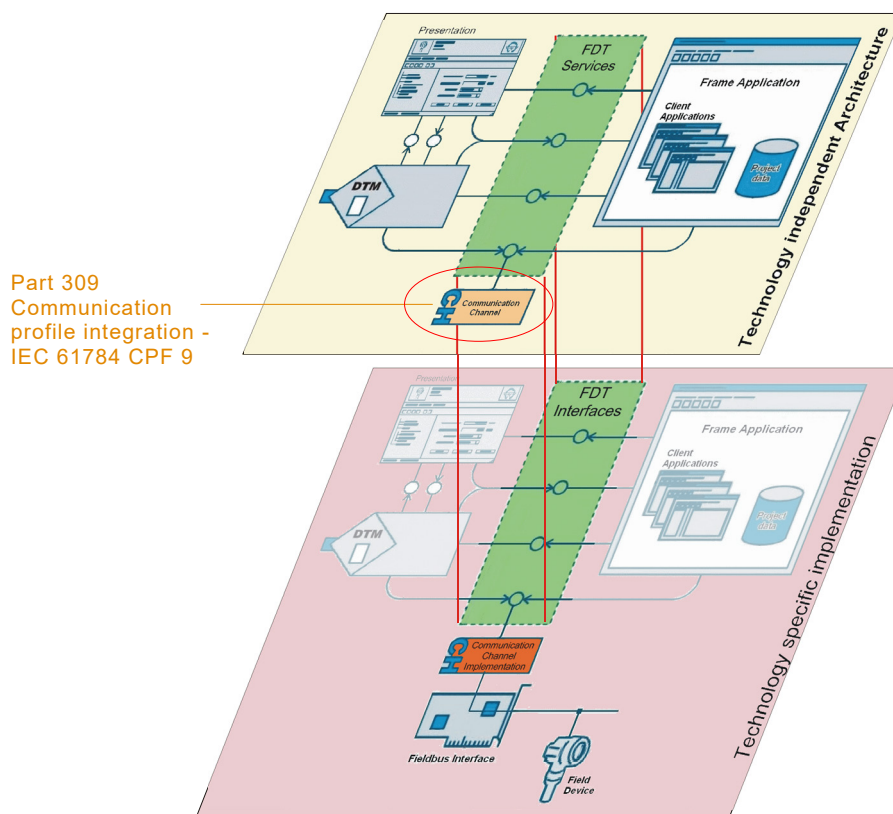 Presentation
FDT
Services
Frame Application
Client
Applications
Project
data
DTM
Technology independent Architecture
Part 309
Communication
profile integration -
IEC 61784 CPF 9
Communication
Channel
CH
Presentation
FDT
Interfaces
Frame Application
Client
Applications
Project
data
DTM
Technology specific implementation
CH
Communication
Channel
Implementation
Fieldbus Interface
Field
Device